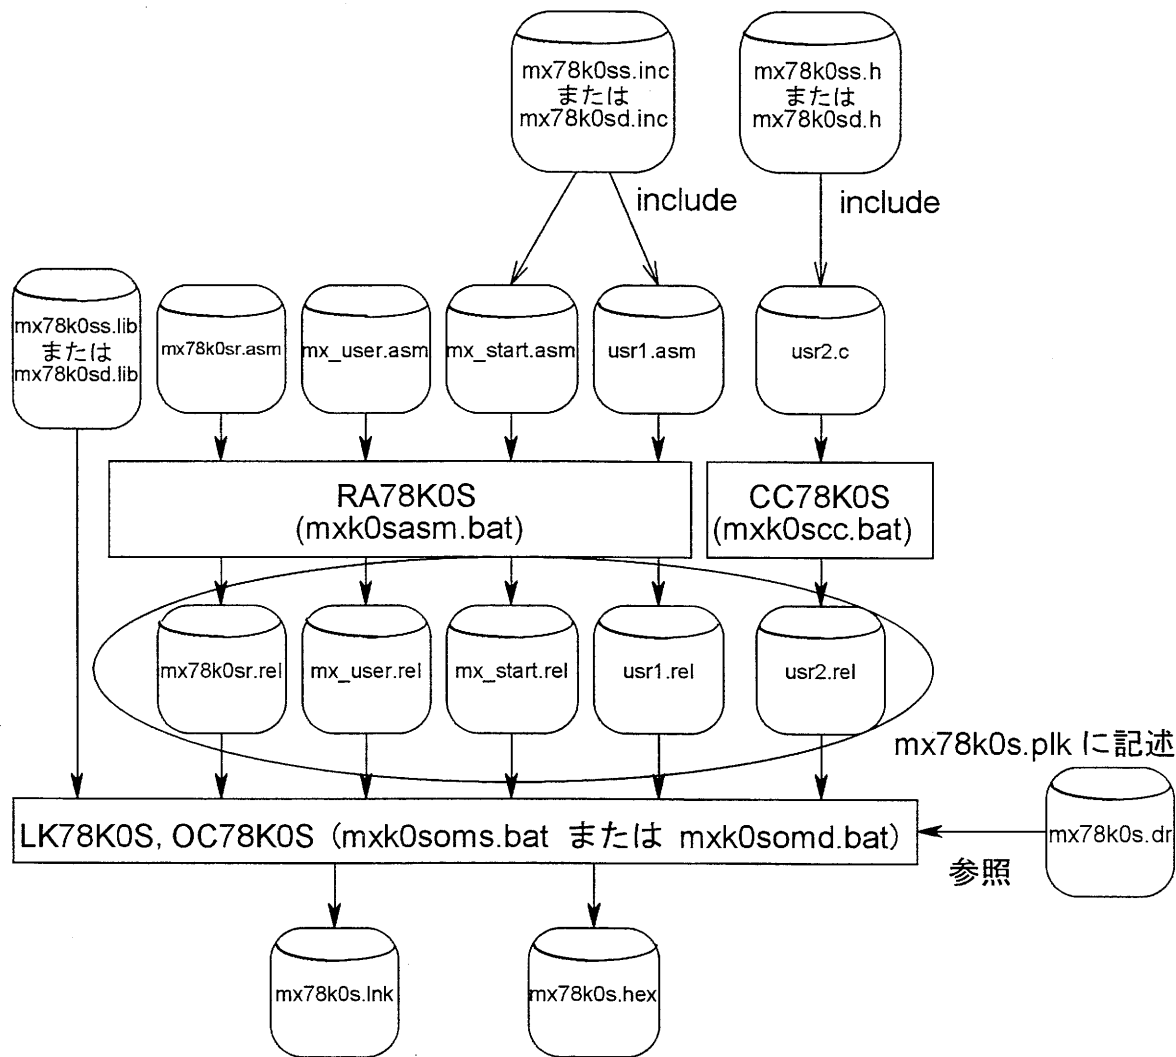 mx78k0ss.inc
または
mx78k0sd.inc
mx78k0ss.h
または
mx78k0sd.h
include
include
mx78k0ss.lib
または
mx78k0sd.lib
mx78k0sr.asm
mx_user.asm
mx_start.asm
usr1.asm
usr2.c
RA78K0S
(mxk0sasm.bat)
CC78K0S
(mxk0scc.bat)
mx78k0sr.rel
mx_user.rel
mx_start.rel
usr1.rel
usr2.rel
mx78k0s.plk に記述
LK78K0S, OC78K0S (mxk0soms.bat または mxk0somd.bat)
mx78k0s.dr
参照
mx78k0s.lnk
mx78k0s.hex